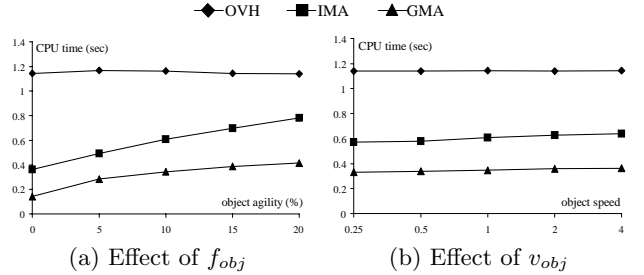 OVH IMA GMA
CPU time (sec)
1.4
1.2
1
0.8
0.6
0.4
0.2
0
0 5 10 15 20
object agility (%)
(a) Effect of f_obj
CPU time (sec)
1.4
1.2
1
0.8
0.6
0.4
0.2
0
0.25 0.5 1 2 4
object speed
(b) Effect of v_obj